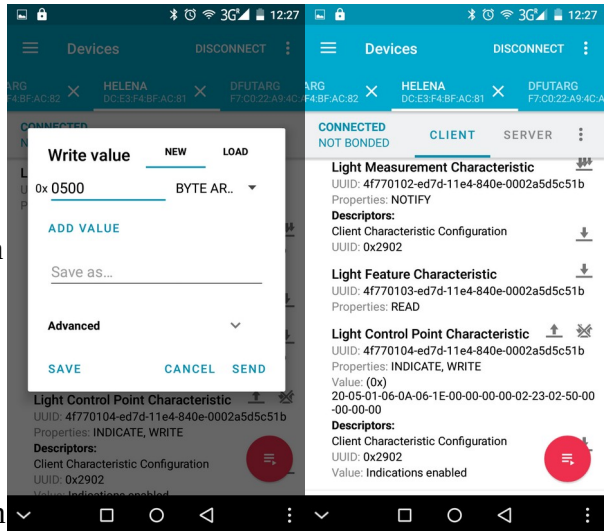 12:27
3G
Devices
DISCONNECT
ARG
F4:BF:AC:82
HELENA
DC:E3:F4:BF:AC:81
DFUTARG
F7:C0:22:A9:4C:
CONNECTED
Write value
NEW
LOAD
0x 0500
BYTE AR..
ADD VALUE
Save as...
Advanced
SAVE
CANCEL
SEND
Light Control Point Characteristic
UUID: 4f770104-ed7d-11e4-840e-0002a5d5c51b
Properties: INDICATE, WRITE
Descriptors:
Client Characteristic Configuration
UUID: 0x2902
Value: Indications enabled
3G
12:27
Devices
DISCONNECT
ARG
F4:BF:AC:82
HELENA
DC:E3:F4:BF:AC:81
DFUTARG
F7:C0:22:A9:4C:A
CONNECTED
NOT BONDED
CLIENT
SERVER
Light Measurement Characteristic
UUID: 4f770102-ed7d-11e4-840e-0002a5d5c51b
Properties: NOTIFY
Descriptors:
Client Characteristic Configuration
UUID: 0x2902
Light Feature Characteristic
UUID: 4f770103-ed7d-11e4-840e-0002a5d5c51b
Properties: READ
Light Control Point Characteristic
UUID: 4f770104-ed7d-11e4-840e-0002a5d5c51b
Properties: INDICATE, WRITE
Value: (0x)
20-05-01-06-0A-06-1E-00-00-00-00-02-23-02-50-00
-00-00-00
Descriptors:
Client Characteristic Configuration
UUID: 0x2902
Value: Indications enabled